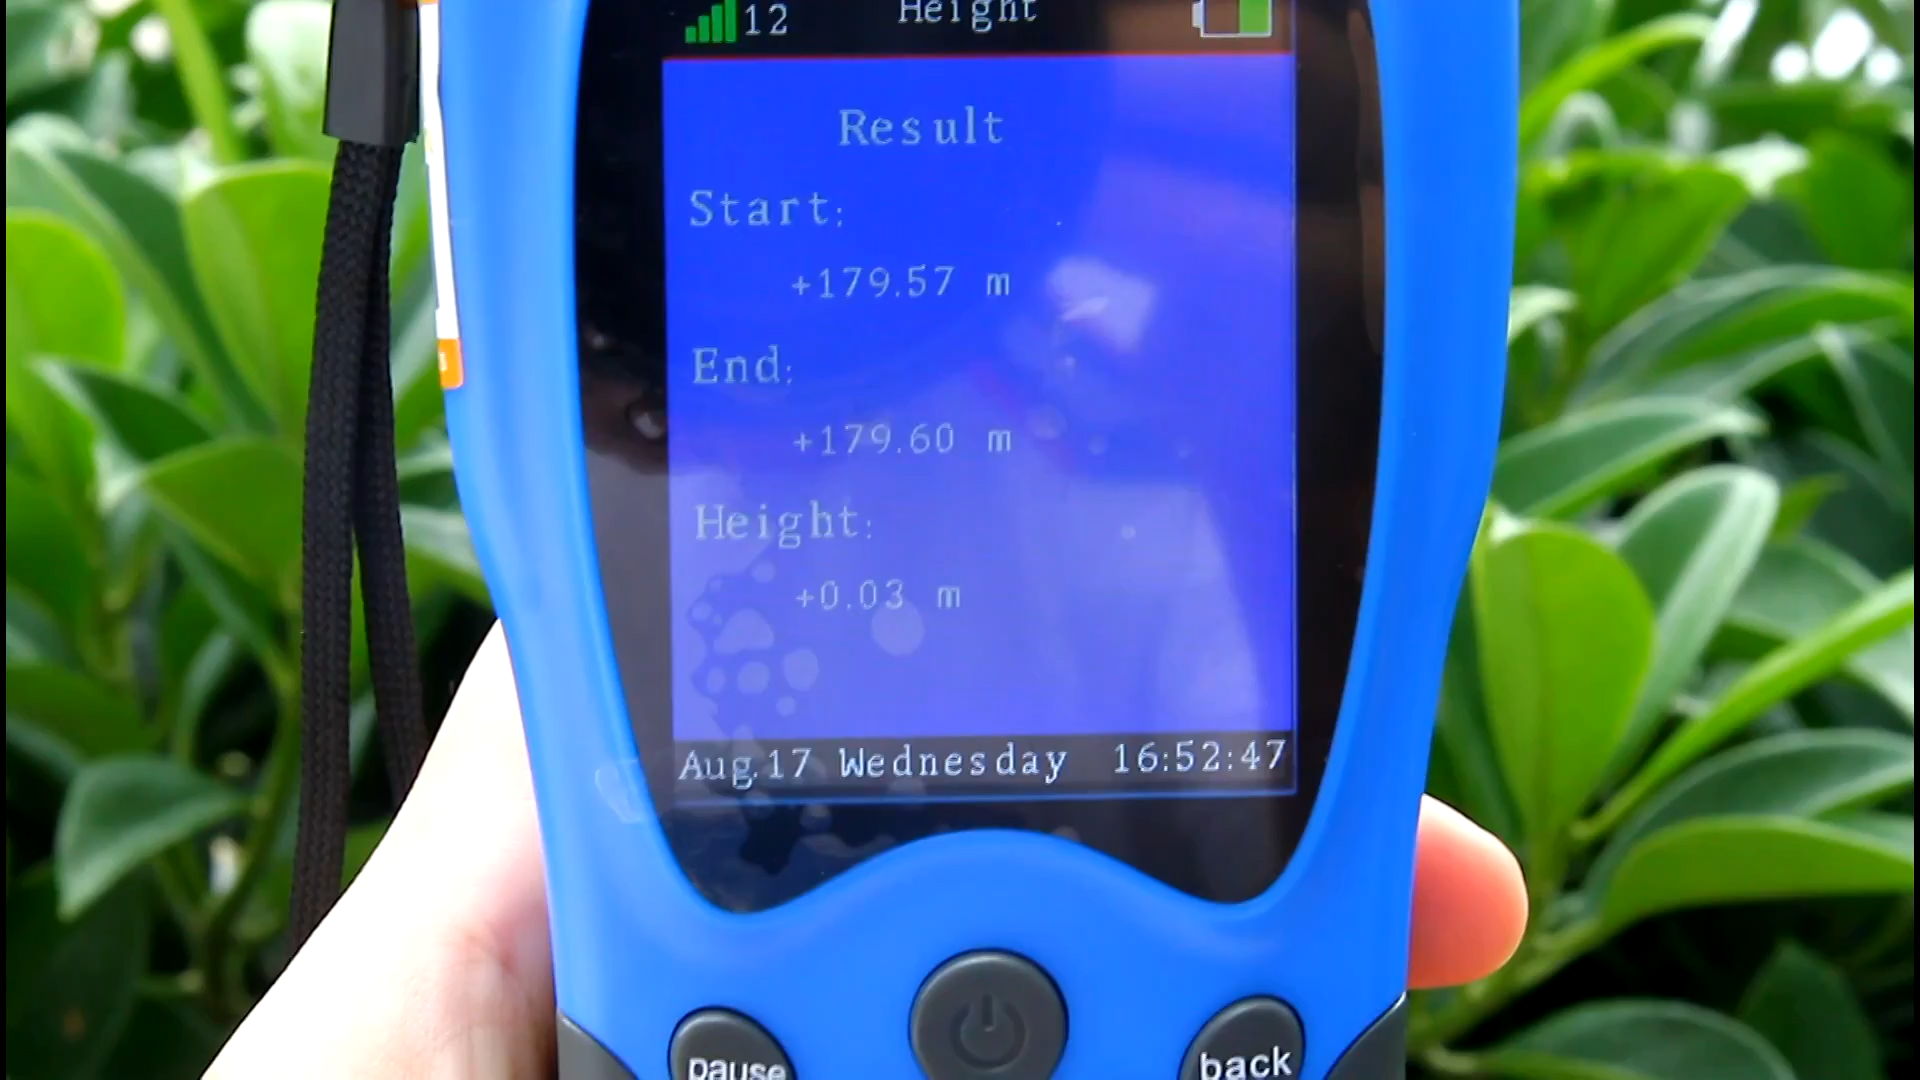 12 Height
Result
Start:
+179.57 m
End:
+179.60 m
Height:
+0.03 m
Aug.17 Wednesday 16:52:47
pause
back